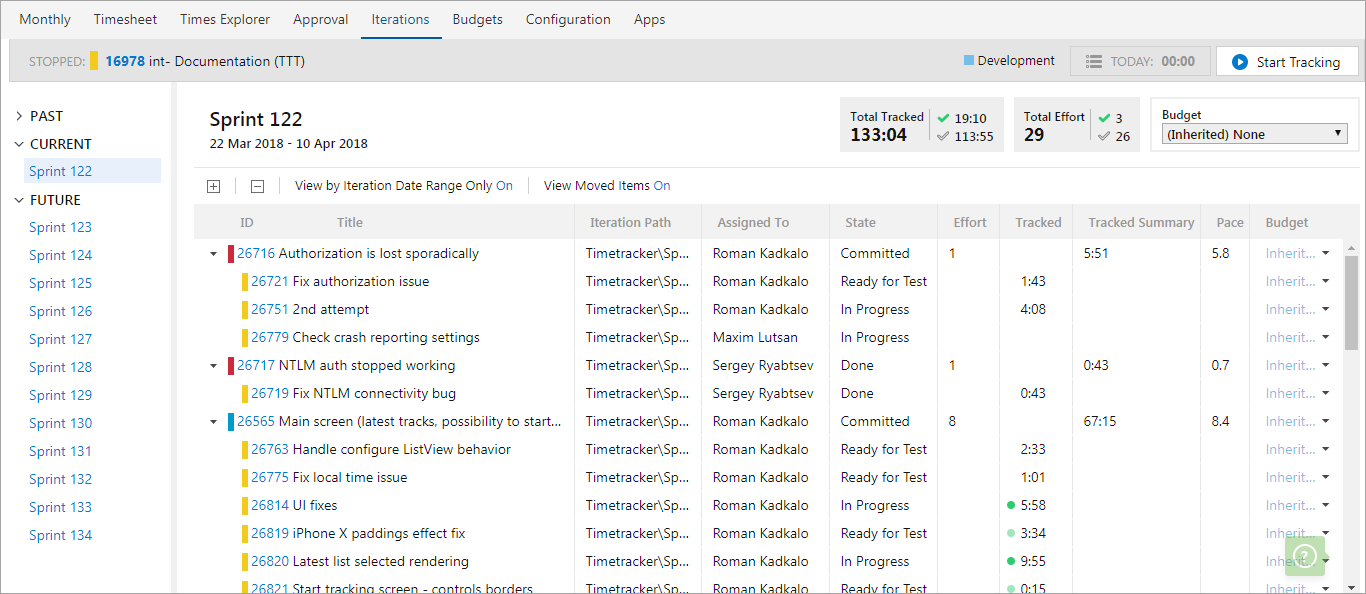 Monthly Timesheet Times Explorer Approval Iterations Budgets Configuration Apps
STOPPED: 16978 int- Documentation (TTT) Development TODAY: 00:00 Start Tracking
PAST
CURRENT
Sprint 122
FUTURE
Sprint 123
Sprint 124
Sprint 125
Sprint 126
Sprint 127
Sprint 128
Sprint 129
Sprint 130
Sprint 131
Sprint 132
Sprint 133
Sprint 134
Sprint 122
22 Mar 2018 - 10 Apr 2018
Total Tracked 19:10
133:04 113:55
Total Effort 3
29 26
Budget
(Inherited) None
View by Iteration Date Range Only On View Moved Items On
ID Title Iteration Path Assigned To State Effort Tracked Tracked Summary Pace Budget
26716 Authorization is lost sporadically Timetracker\Sp... Roman Kadkalo Committed 1 5:51 5.8 Inherit...
26721 Fix authorization issue Timetracker\Sp... Roman Kadkalo Ready for Test 1:43 Inherit...
26751 2nd attempt Timetracker\Sp... Roman Kadkalo In Progress 4:08 Inherit...
26779 Check crash reporting settings Timetracker\Sp... Maxim Lutsan In Progress Inherit...
26717 NTLM auth stopped working Timetracker\Sp... Sergey Ryabtsev Done 1 0:43 0.7 Inherit...
26719 Fix NTLM connectivity bug Timetracker\Sp... Sergey Ryabtsev Done 0:43 Inherit...
26565 Main screen (latest tracks, possibility to start... Timetracker\Sp... Roman Kadkalo Committed 8 67:15 8.4 Inherit...
26763 Handle configure ListView behavior Timetracker\Sp... Roman Kadkalo Ready for Test 2:33 Inherit...
26775 Fix local time issue Timetracker\Sp... Roman Kadkalo Ready for Test 1:01 Inherit...
26814 UI fixes Timetracker\Sp... Roman Kadkalo In Progress 5:58 Inherit...
26819 iPhone X paddings effect fix Timetracker\Sp... Roman Kadkalo Ready for Test 3:34 Inherit...
26820 Latest list selected rendering Timetracker\Sp... Roman Kadkalo In Progress 9:55 Inherit...
26821 Start tracking screen - controls borders Timetracker\Sp... Roman Kadkalo Ready for Test 0:15 Inherit...
?